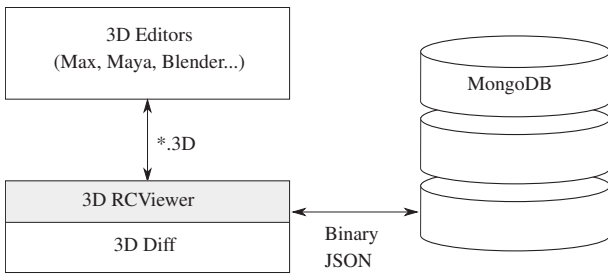 3D Editors
(Max, Maya, Blender...)
MongoDB
*.3D
3D RCViewer
3D Diff
Binary
JSON